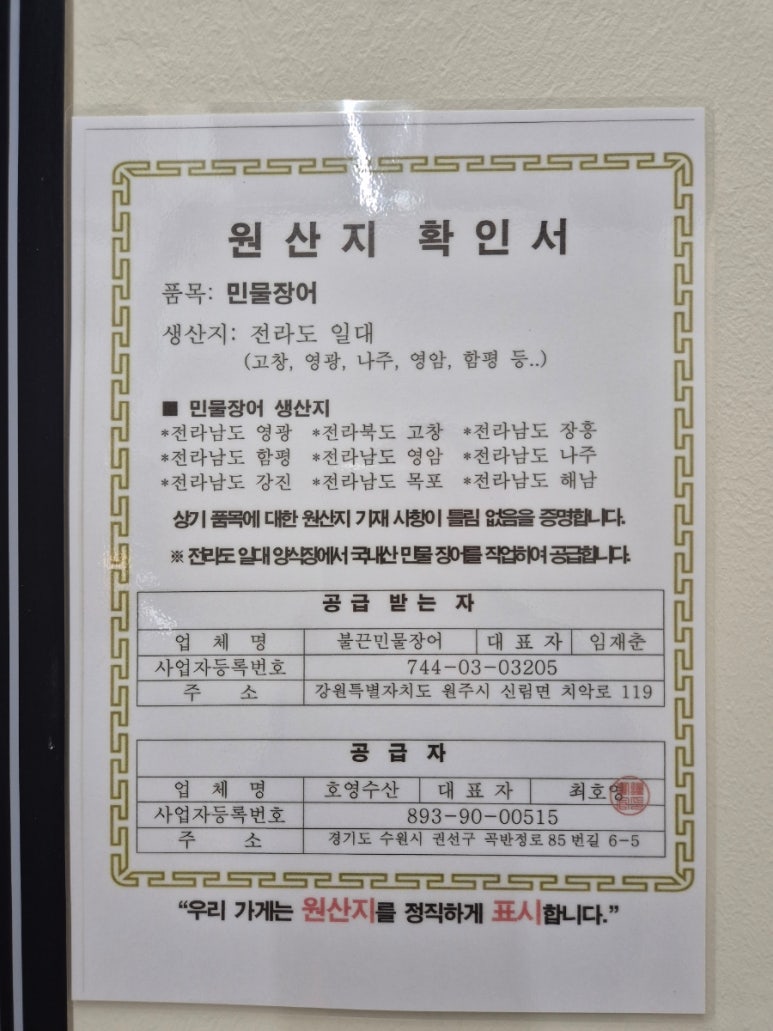 원산지 확인서
품목: 민물장어
생산지: 전라도 일대
(고창, 영광, 나주, 영암, 함평 등..)
■ 민물장어 생산지
*전라남도 영광 *전라북도 고창 *전라남도 장흥
*전라남도 함평 *전라남도 영암 *전라남도 나주
*전라남도 강진 *전라남도 목포 *전라남도 해남
상기 품목에 대한 원산지 기재 사항이 틀림 없음을 증명합니다.
※ 전라도 일대 양식장에서 국내산 민물 장어를 직업하여 공급합니다.
공급 받는 자
업 체 명 불끈민물장어 대 표 자 임재춘
사업자등록번호 744-03-03205
주 소 강원특별자치도 원주시 신림면 치악로 119
공 급 자
업 체 명 호영수산 대 표 자 최호영
사업자등록번호 893-90-00515
주 소 경기도 수원시 권선구 곡반정로 85번길 6-5
“우리 가게는 원산지를 정직하게 표시합니다.”